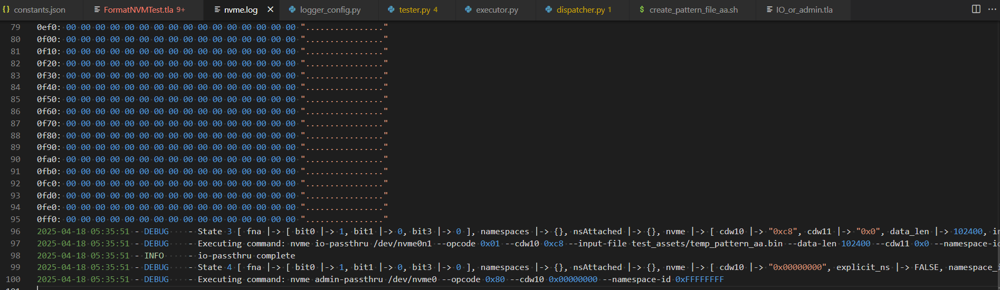 constants.json FormatNVMTest.tla 9+ nvme.log logger_config.py tester.py 4 executor.py dispatcher.py 1 $ create_pattern_file_aa.sh IO_or_admin.tla
79 0ef0: 00 00 00 00 00 00 00 00 00 00 00 00 00 00 00 00 "................"
80 0f00: 00 00 00 00 00 00 00 00 00 00 00 00 00 00 00 00 "................"
81 0f10: 00 00 00 00 00 00 00 00 00 00 00 00 00 00 00 00 "................"
82 0f20: 00 00 00 00 00 00 00 00 00 00 00 00 00 00 00 00 "................"
83 0f30: 00 00 00 00 00 00 00 00 00 00 00 00 00 00 00 00 "................"
84 0f40: 00 00 00 00 00 00 00 00 00 00 00 00 00 00 00 00 "................"
85 0f50: 00 00 00 00 00 00 00 00 00 00 00 00 00 00 00 00 "................"
86 0f60: 00 00 00 00 00 00 00 00 00 00 00 00 00 00 00 00 "................"
87 0f70: 00 00 00 00 00 00 00 00 00 00 00 00 00 00 00 00 "................"
88 0f80: 00 00 00 00 00 00 00 00 00 00 00 00 00 00 00 00 "................"
89 0f90: 00 00 00 00 00 00 00 00 00 00 00 00 00 00 00 00 "................"
90 0fa0: 00 00 00 00 00 00 00 00 00 00 00 00 00 00 00 00 "................"
91 0fb0: 00 00 00 00 00 00 00 00 00 00 00 00 00 00 00 00 "................"
92 0fc0: 00 00 00 00 00 00 00 00 00 00 00 00 00 00 00 00 "................"
93 0fd0: 00 00 00 00 00 00 00 00 00 00 00 00 00 00 00 00 "................"
94 0fe0: 00 00 00 00 00 00 00 00 00 00 00 00 00 00 00 00 "................"
95 0ff0: 00 00 00 00 00 00 00 00 00 00 00 00 00 00 00 00 "................"
96 2025-04-18 05:35:51 - DEBUG    - State 3 [ fna |-> [ bit0 |-> 1, bit1 |-> 0, bit3 |-> 0 ], namespaces |-> {}, nsAttached |-> {}, nvme |-> [ cdw10 |-> "0xc8", cdw11 |-> "0x0", data_len |-> 102400,
97 2025-04-18 05:35:51 - DEBUG    - Executing command: nvme io-passthru /dev/nvme0n1 --opcode 0x01 --cdw10 0xc8 --input-file test_assets/temp_pattern_aa.bin --data-len 102400 --cdw11 0x0 --namespace-id
98 2025-04-18 05:35:51 - INFO     - io-passthru complete
99 2025-04-18 05:35:51 - DEBUG    - State 4 [ fna |-> [ bit0 |-> 1, bit1 |-> 0, bit3 |-> 0 ], namespaces |-> {}, nsAttached |-> {}, nvme |-> [ cdw10 |-> "0x00000000", explicit_ns |-> FALSE, namespace_i
100 2025-04-18 05:35:51 - DEBUG    - Executing command: nvme admin-passthru /dev/nvme0 --opcode 0x80 --cdw10 0x00000000 --namespace-id 0xFFFFFFFF